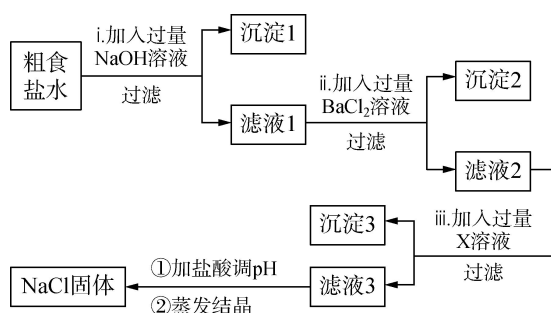 粗食
盐水
i.加入过量
NaOH溶液
过滤
沉淀1
滤液1
ii.加入过量
BaCl₂溶液
过滤
沉淀2
滤液2
iii.加入过量
X溶液
过滤
沉淀3
滤液3
①加盐酸调pH
②蒸发结晶
NaCl固体